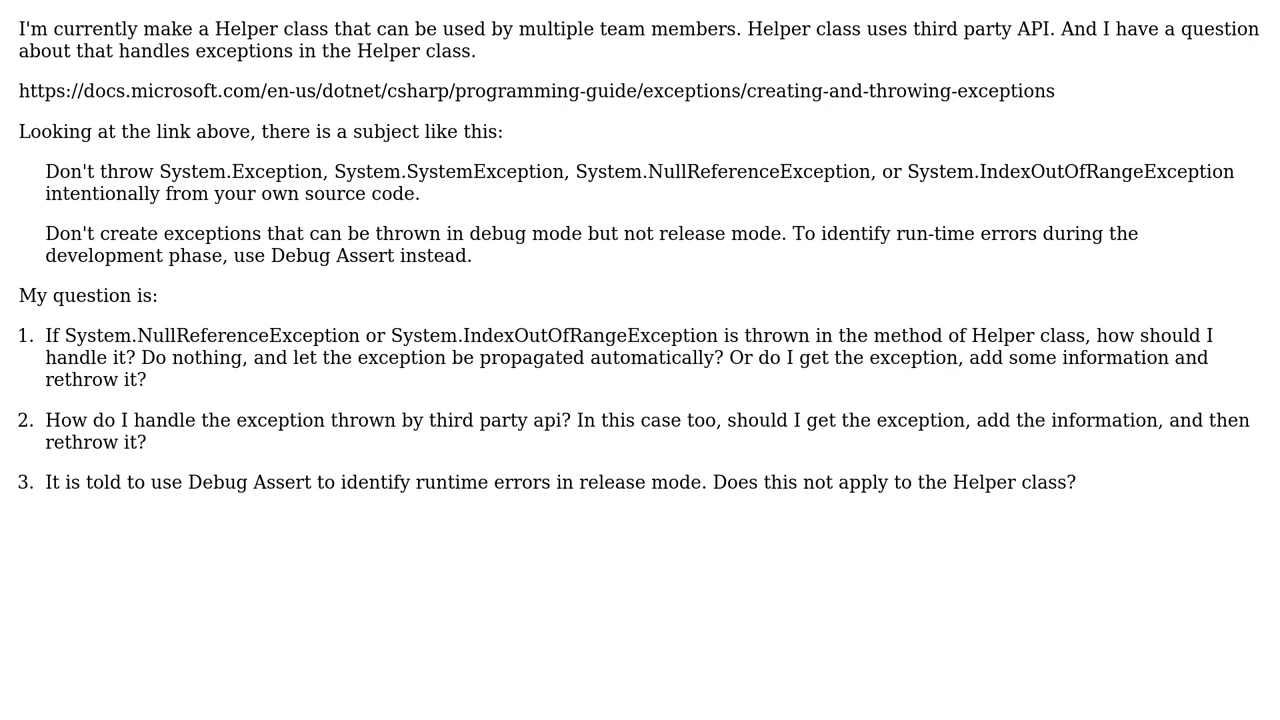 I'm currently make a Helper class that can be used by multiple team members. Helper class uses third party API. And I have a question
about that handles exceptions in the Helper class.
https://docs.microsoft.com/en-us/dotnet/csharp/programming-guide/exceptions/creating-and-throwing-exceptions
Looking at the link above, there is a subject like this:
Don't throw System.Exception, System.SystemException, System.NullReferenceException, or System.IndexOutOfRangeException
intentionally from your own source code.
Don't create exceptions that can be thrown in debug mode but not release mode. To identify run-time errors during the
development phase, use Debug Assert instead.
My question is:
1. If System.NullReferenceException or System.IndexOutOfRangeException is thrown in the method of Helper class, how should I
handle it? Do nothing, and let the exception be propagated automatically? Or do I get the exception, add some information and
rethrow it?
2. How do I handle the exception thrown by third party api? In this case too, should I get the exception, add the information, and then
rethrow it?
3. It is told to use Debug Assert to identify runtime errors in release mode. Does this not apply to the Helper class?